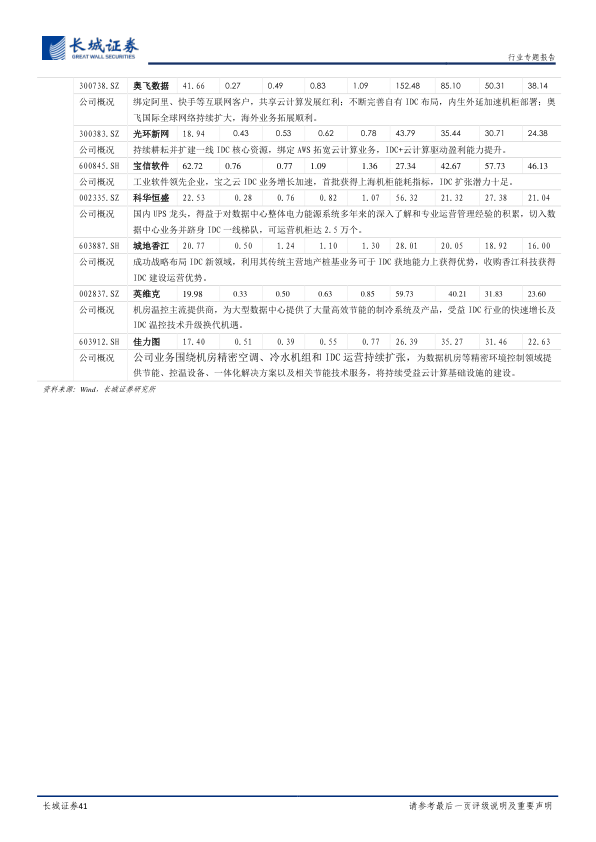 长城证券
GREAT WALL SECURITIES
行业专题报告
300738.SZ 奥飞数据 41.66 0.27 0.49 0.83 1.09 152.48 85.10 50.31 38.14
公司概况 绑定阿里、快手等互联网客户，共享云计算发展红利；不断完善自有 IDC 布局，内生外延加速机柜部署；奥
飞国际全球网络持续扩大，海外业务拓展顺利。
300383.SZ 光环新网 18.94 0.43 0.53 0.62 0.78 43.79 35.44 30.71 24.38
公司概况 持续耕耘并扩建一线 IDC 核心资源，绑定 AWS 拓宽云计算业务，IDC+云计算驱动盈利能力提升。
600845.SH 宝信软件 62.72 0.76 0.77 1.09 1.36 27.34 42.67 57.73 46.13
公司概况 工业软件领先企业，宝之云 IDC 业务增长加速，首批获得上海机柜能耗指标，IDC 扩张潜力十足。
002335.SZ 科华恒盛 22.53 0.28 0.76 0.82 1.07 56.32 21.32 27.38 21.04
公司概况 国内 UPS 龙头，得益于对数据中心整体电力能源系统多年来的深入了解和专业运营管理经验的积累，切入数
据中心业务并跻身 IDC 一线梯队，可运营机柜达 2.5 万个。
603887.SH 城地香江 20.77 0.50 1.24 1.10 1.30 28.01 20.05 18.92 16.00
公司概况 成功战略布局 IDC 新领域，利用其传统主营地产桩基业务可于 IDC 获地能力上获得优势，收购香江科技获得
IDC 建设运营优势。
002837.SZ 英维克 19.98 0.33 0.50 0.63 0.85 59.73 40.21 31.83 23.60
公司概况 机房温控主流提供商，为大型数据中心提供了大量高效节能的制冷系统及产品，受益 IDC 行业的快速增长及
IDC 温控技术升级换代机遇。
603912.SH 佳力图 17.40 0.51 0.39 0.55 0.77 26.39 35.27 31.46 22.63
公司概况 公司业务围绕机房精密空调、冷水机组和 IDC 运营持续扩张，为数据机房等精密环境控制领域提
供节能、控温设备、一体化解决方案以及相关节能技术服务，将持续受益云计算基础设施的建设。
资料来源：Wind，长城证券研究所
长城证券41
请参考最后一页评级说明及重要声明